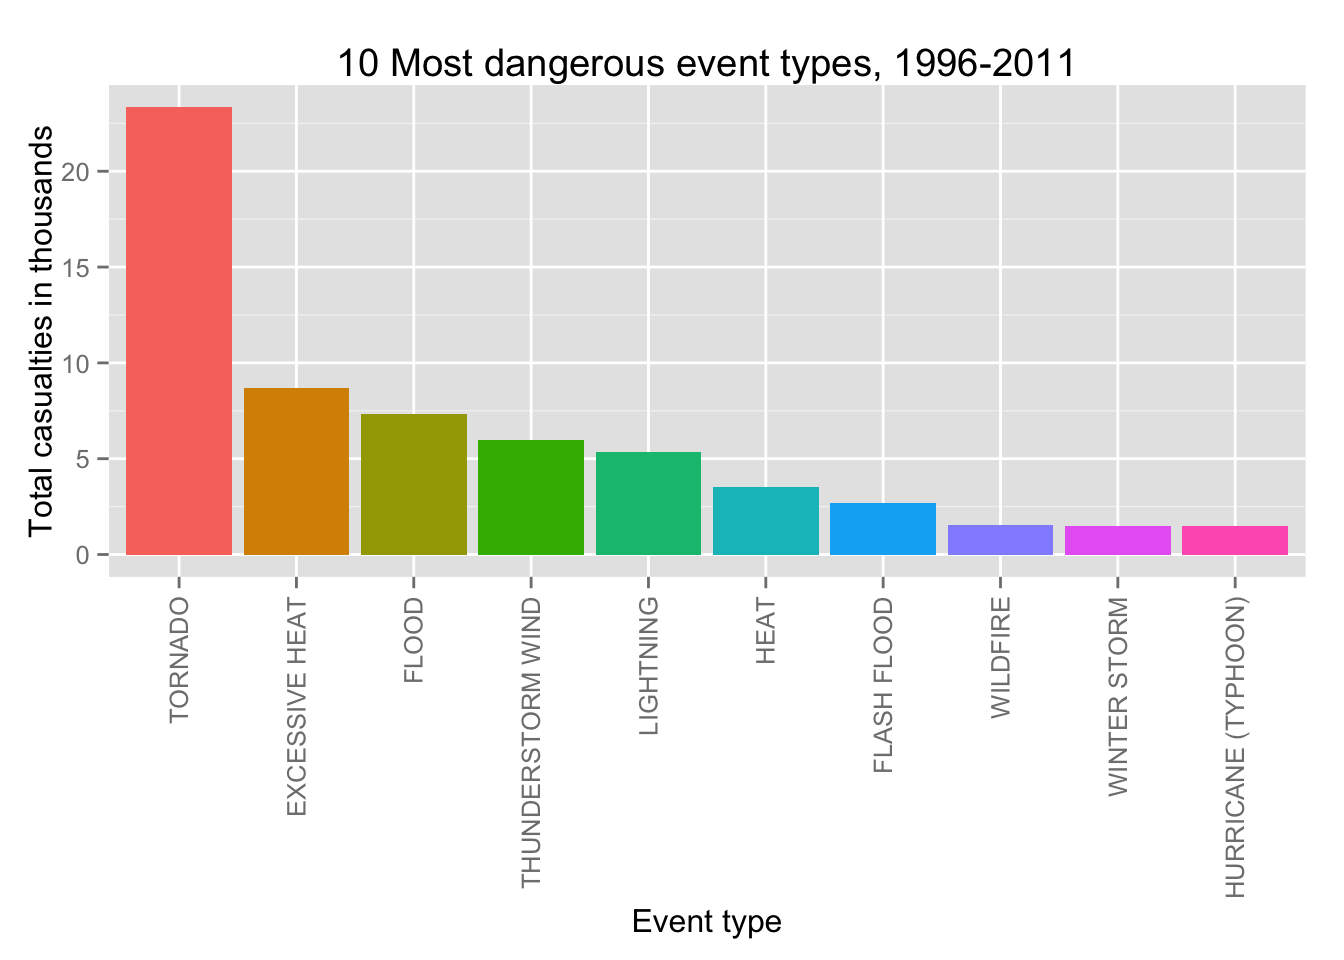 10 Most dangerous event types, 1996-2011
Total casualties in thousands
20
15
10
5
0
TORNADO
EXCESSIVE HEAT
FLOOD
THUNDERSTORM WIND
LIGHTNING
HEAT
FLASH FLOOD
WILDFIRE
WINTER STORM
HURRICANE (TYPHOON)
Event type